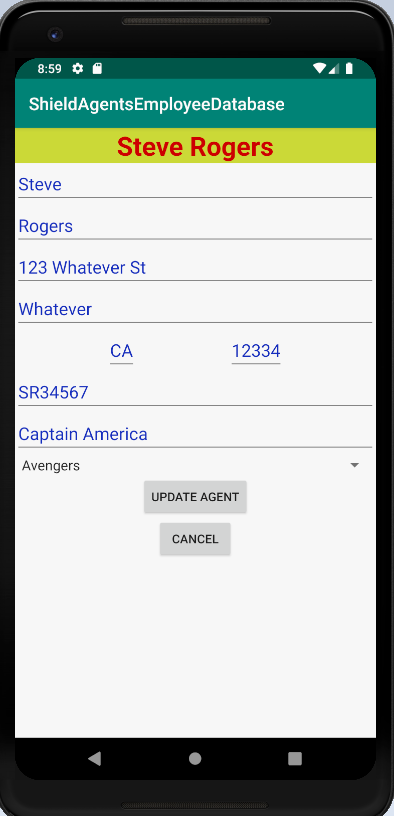 8:59
ShieldAgentsEmployeeDatabase
Steve Rogers
Steve
Rogers
123 Whatever St
Whatever
CA 12334
SR34567
Captain America
Avengers
UPDATE AGENT
CANCEL